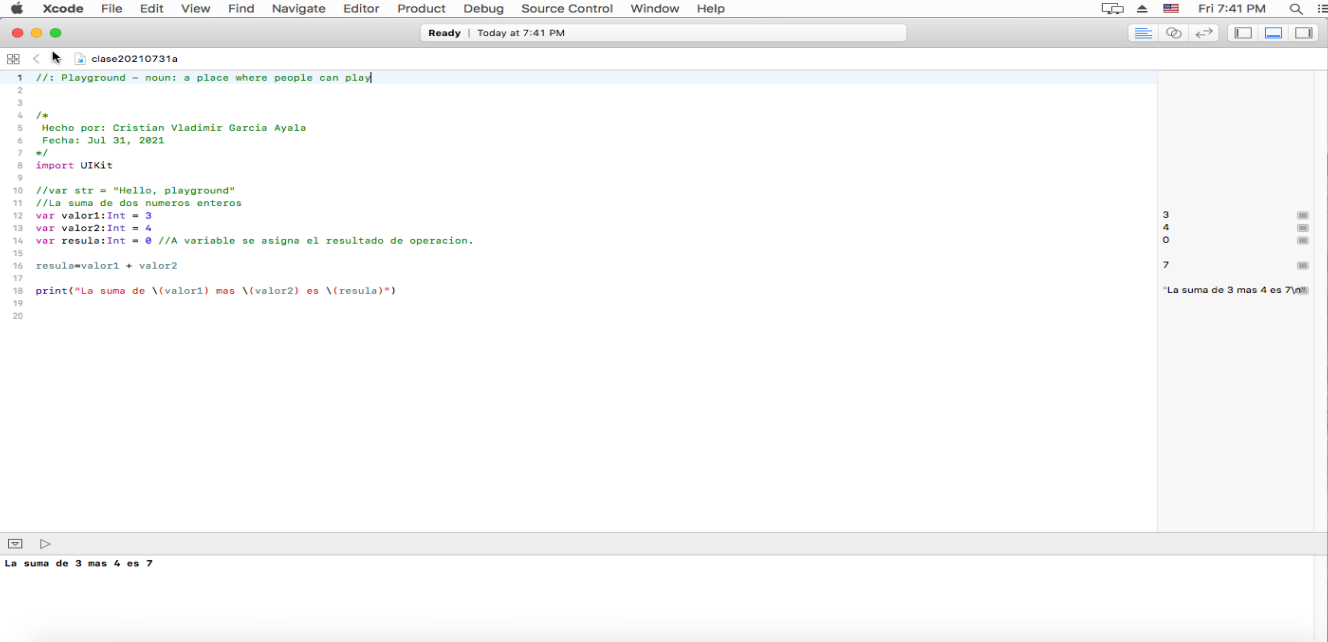 Xcode File Edit View Find Navigate Editor Product Debug Source Control Window Help Fri 7:41 PM
Ready | Today at 7:41 PM
clase20210731a
1 //: Playground - noun: a place where people can play
2
3
4 /*
5 Hecho por: Cristian Vladimir Garcia Ayala
6 Fecha: Jul 31, 2021
7 */
8 import UIKit
9
10 //var str = "Hello, playground"
11 //La suma de dos numeros enteros
12 var valor1:Int = 3 3
13 var valor2:Int = 4 4
14 var resula:Int = 0 //A variable se asigna el resultado de operacion. 0
15
16 resula=valor1 + valor2 7
17
18 print("La suma de \(valor1) mas \(valor2) es \(resula)") "La suma de 3 mas 4 es 7\n"
19
20
La suma de 3 mas 4 es 7